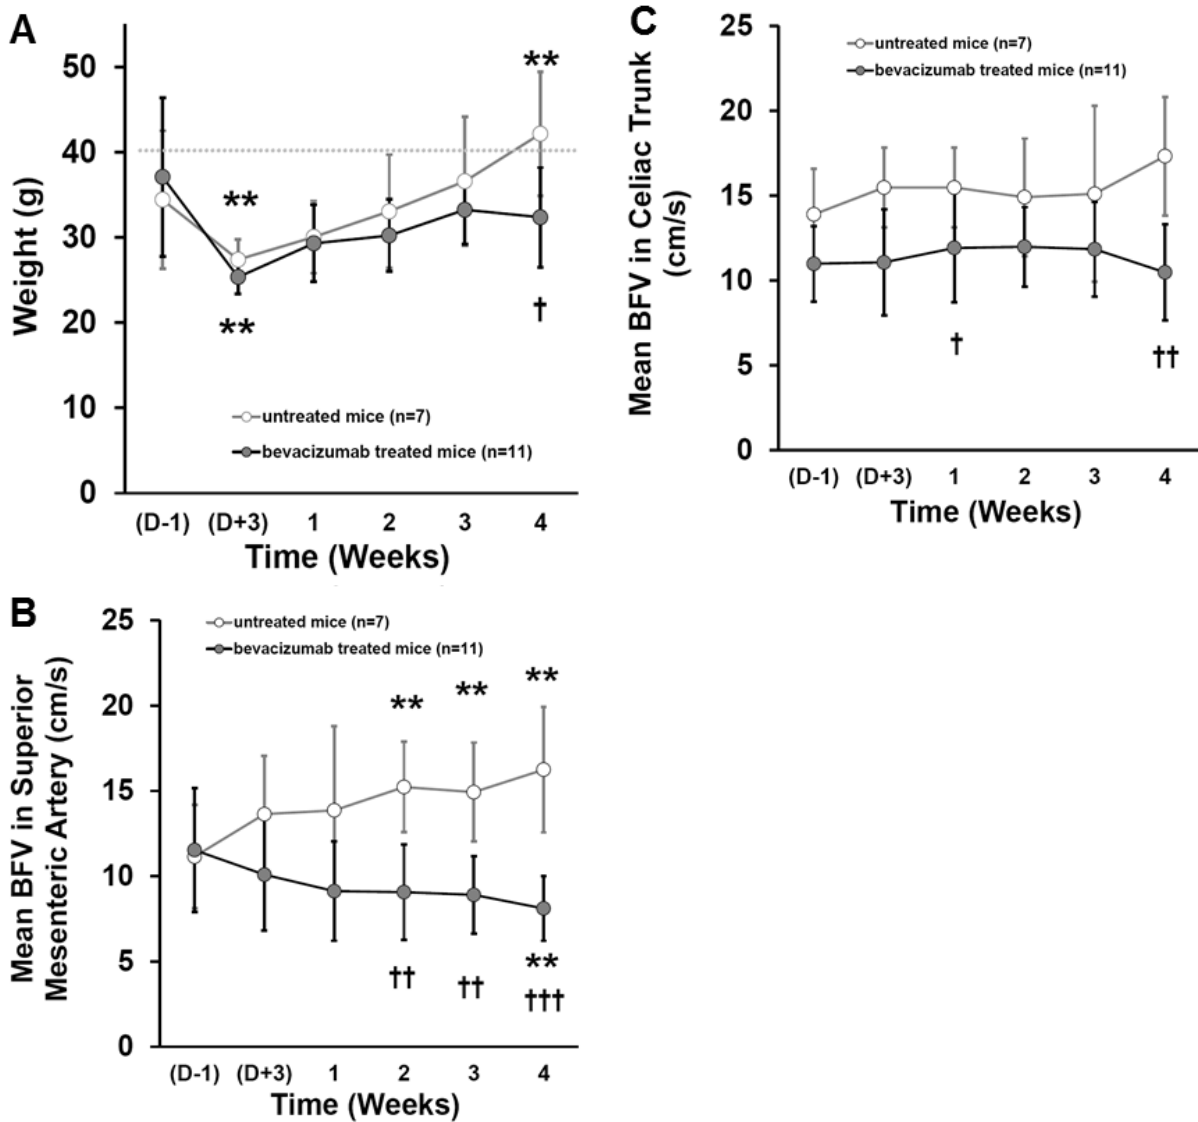 A
Weight (g)
50
40
30
20
10
0
**
**
**
†
untreated mice (n=7)
bevacizumab treated mice (n=11)
(D-1) (D+3) 1 2 3 4
Time (Weeks)
C
Mean BFV in Celiac Trunk
(cm/s)
25
20
15
10
5
0
untreated mice (n=7)
bevacizumab treated mice (n=11)
†
††
(D-1) (D+3) 1 2 3 4
Time (Weeks)
B
Mean BFV in Superior
Mesenteric Artery (cm/s)
25
20
15
10
5
0
untreated mice (n=7)
bevacizumab treated mice (n=11)
** ** **
**
†† †† †††
(D-1) (D+3) 1 2 3 4
Time (Weeks)